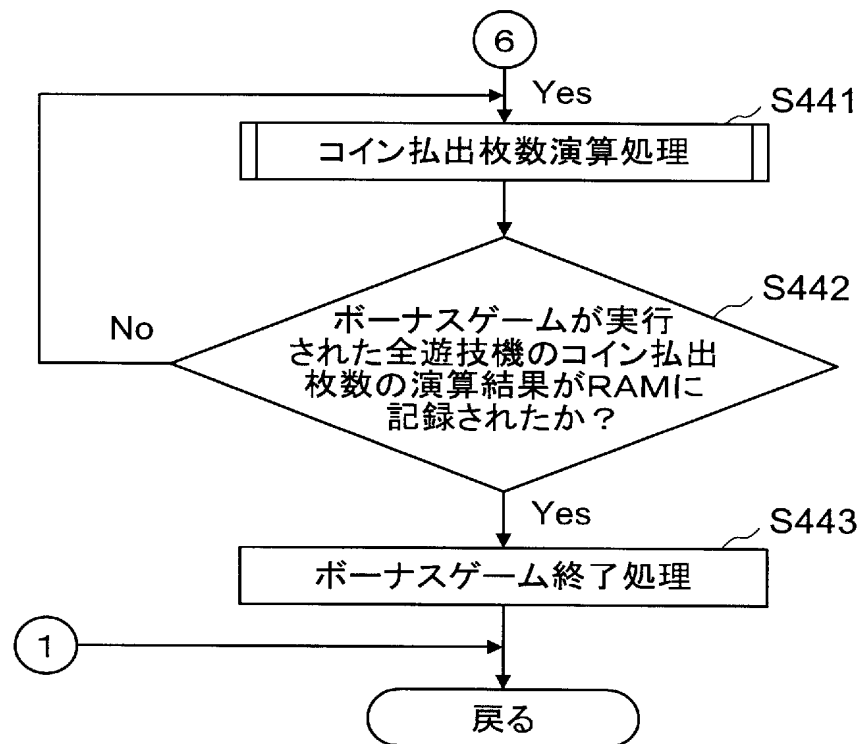 6
Yes
S441
コイン払出枚数演算処理
S442
No
ボーナスゲームが実行
された全遊技機のコイン払出
枚数の演算結果がRAMに
記録されたか？
Yes
S443
ボーナスゲーム終了処理
1
戻る